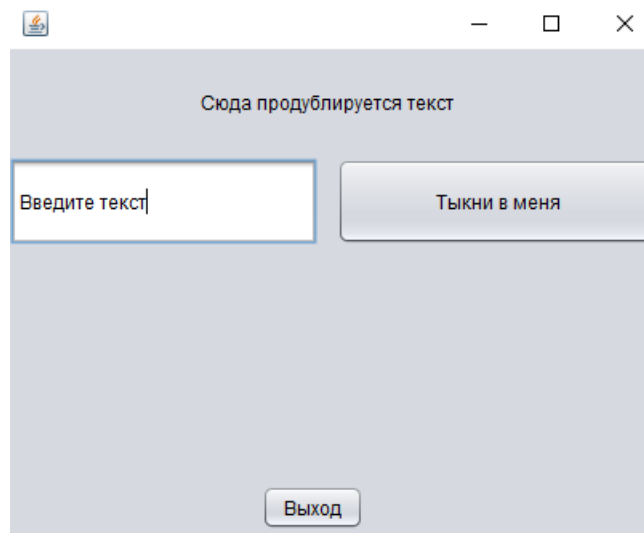 Сюда продублируется текст
Введите текст
Тыкни в меня
Выход